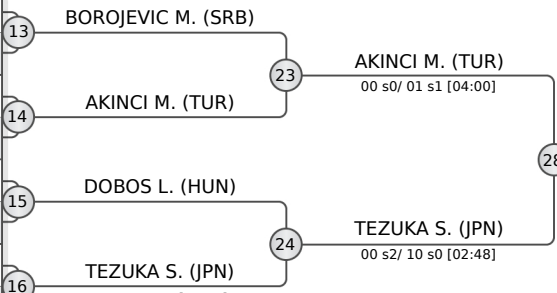 BOROJEVIC M. (SRB)
13
AKINCI M. (TUR)
23
00 s0/ 01 s1 [04:00]
AKINCI M. (TUR)
14
28
DOBOS L. (HUN)
15
TEZUKA S. (JPN)
24
00 s2/ 10 s0 [02:48]
TEZUKA S. (JPN)
16